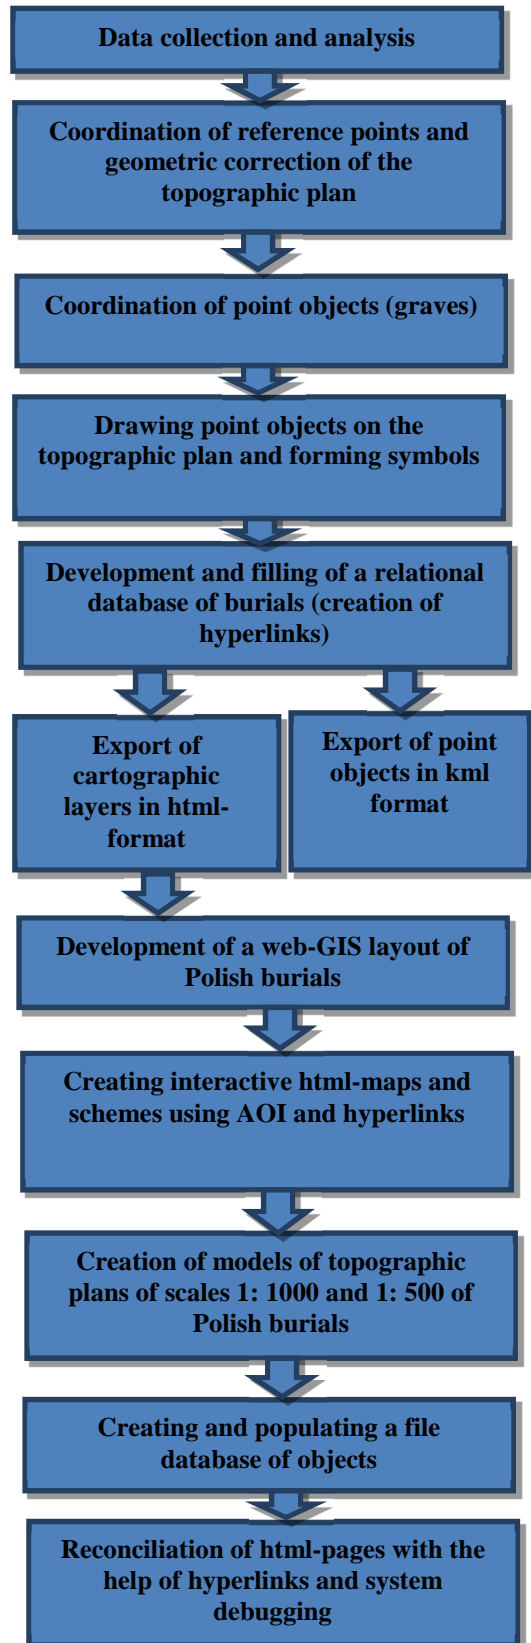 Data collection and analysis
Coordination of reference points and
geometric correction of the
topographic plan
Coordination of point objects (graves)
Drawing point objects on the
topographic plan and forming symbols
Development and filling of a relational
database of burials (creation of
hyperlinks)
Export of
cartographic
layers in html-
format
Export of point
objects in kml
format
Development of a web-GIS layout of
Polish burials
Creating interactive html-maps and
schemes using AOI and hyperlinks
Creation of models of topographic
plans of scales 1: 1000 and 1: 500 of
Polish burials
Creating and populating a file
database of objects
Reconciliation of html-pages with the
help of hyperlinks and system
debugging